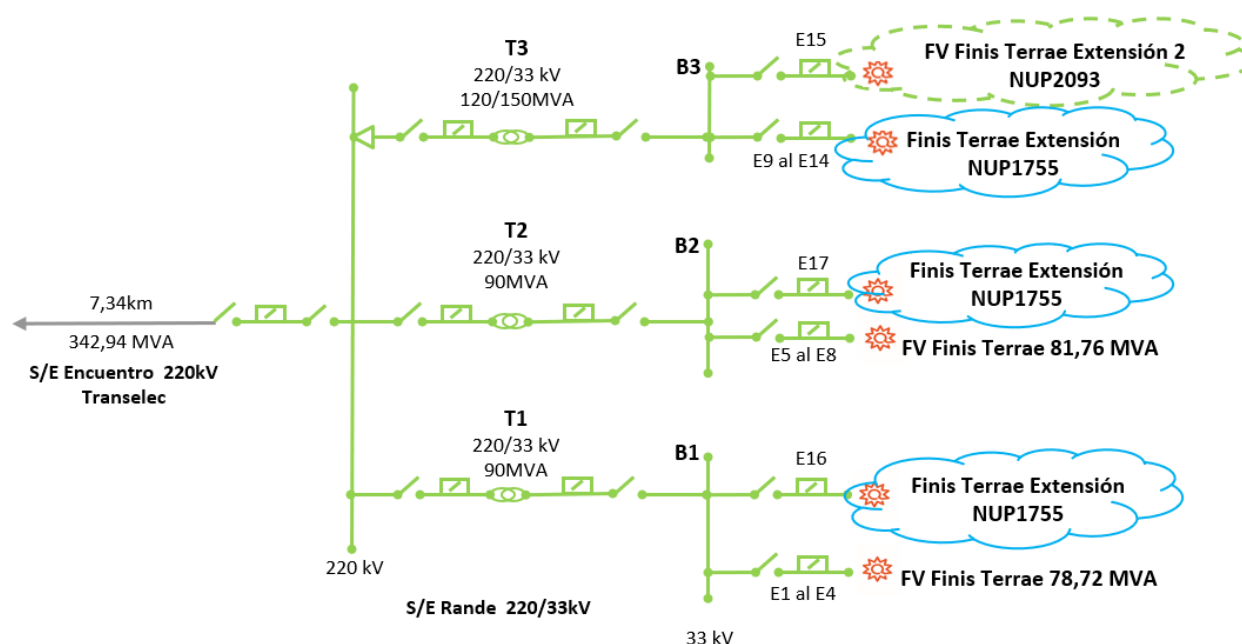 T3
220/33 kV
120/150MVA
B3
E15
FV Finis Terrae Extensión 2
NUP2093
E9 al E14
Finis Terrae Extensión
NUP1755
T2
220/33 kV
90MVA
B2
E17
Finis Terrae Extensión
NUP1755
E5 al E8
FV Finis Terrae 81,76 MVA
7,34km
342,94 MVA
S/E Encuentro 220kV
Transelec
T1
220/33 kV
90MVA
B1
E16
Finis Terrae Extensión
NUP1755
E1 al E4
FV Finis Terrae 78,72 MVA
220 kV
S/E Rande 220/33kV
33 kV